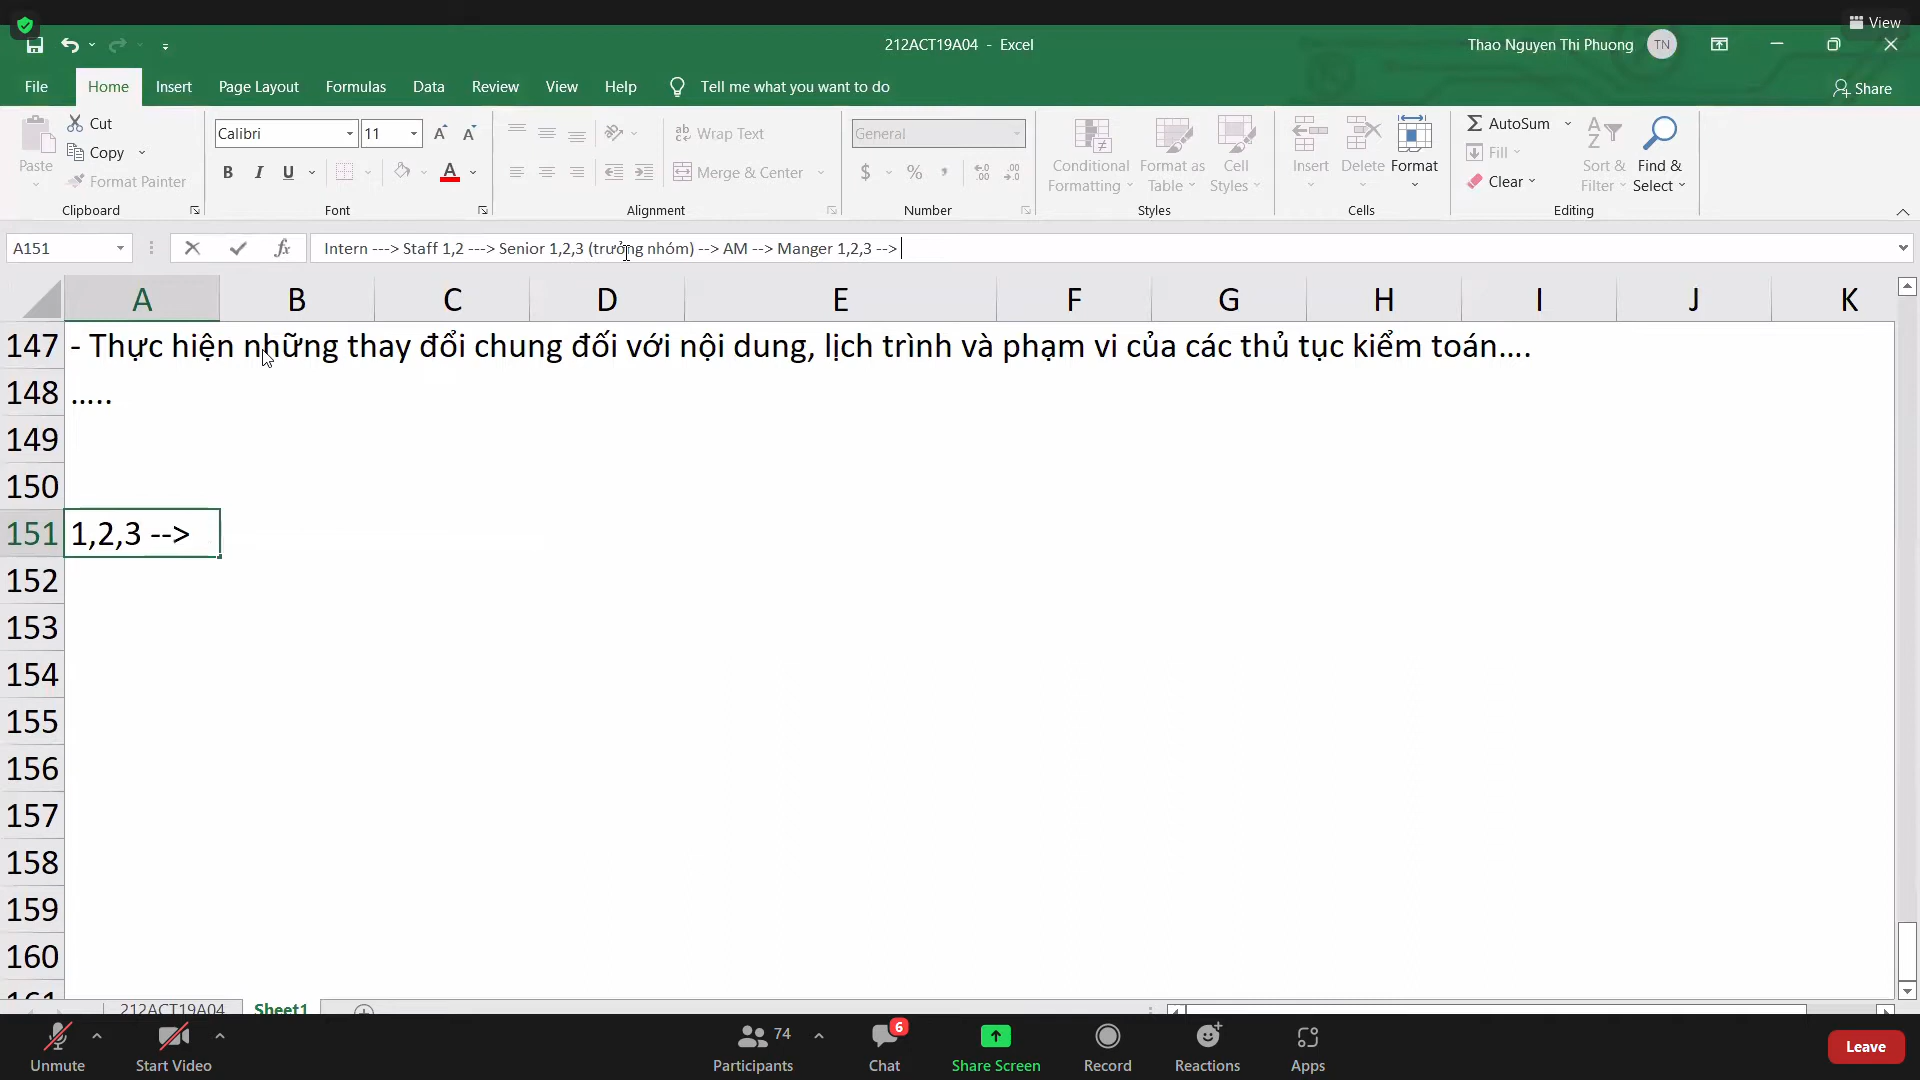 View
212ACT19A04 - Excel
Thao Nguyen Thi Phuong
TN
File
Home
Insert
Page Layout
Formulas
Data
Review
View
Help
Tell me what you want to do
Share
Paste
Cut
Copy
Format Painter
Clipboard
Calibri
11
B
I
U
A
Font
Wrap Text
Merge & Center
Alignment
General
$
%
Number
Conditional Formatting
Format as Table
Cell Styles
Styles
Insert
Delete
Format
Cells
AutoSum
Fill
Clear
Sort & Filter
Find & Select
Editing
A151
fx
Intern ---> Staff 1,2 ---> Senior 1,2,3 (trưởng nhóm) --> AM --> Manger 1,2,3 -->
A B C D E F G H I J K
147 - Thực hiện những thay đổi chung đối với nội dung, lịch trình và phạm vi của các thủ tục kiểm toán....
148 .....
149
150
151 1,2,3 -->
152
153
154
155
156
157
158
159
160
161
212ACT19A04
Sheet1
Unmute
Start Video
74
Participants
6
Chat
Share Screen
Record
Reactions
Apps
Leave